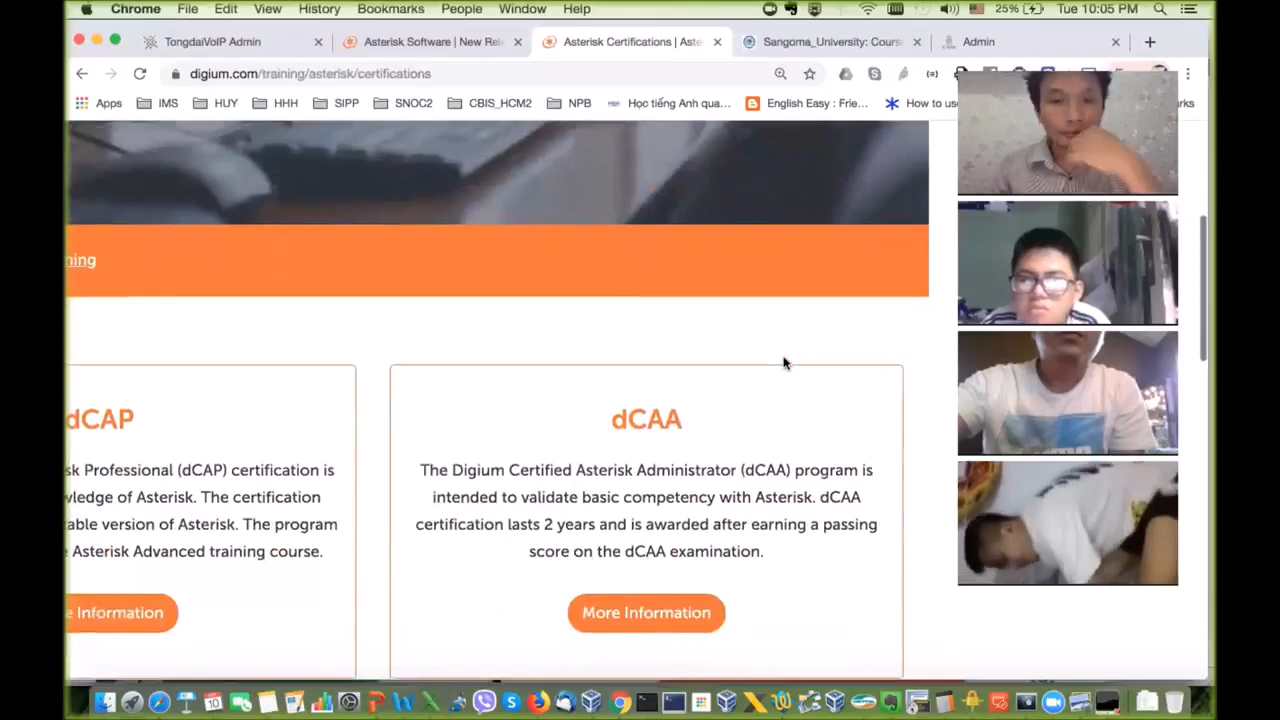 Chrome File Edit View History Bookmarks People Window Help 25% Tue 10:05 PM
TongdaiVoIP Admin Asterisk Software | New Rel Asterisk Certifications | Aste Sangoma_University: Cours Admin
digium.com/training/asterisk/certifications
Apps IMS HUY HHH SIPP SNOC2 CBIS_HCM2 NPB Học tiếng Anh qua... English Easy : Frie... How to us
ning
dCAP
sk Professional (dCAP) certification is
wledge of Asterisk. The certification
table version of Asterisk. The program
e Asterisk Advanced training course.
e Information
dCAA
The Digium Certified Asterisk Administrator (dCAA) program is
intended to validate basic competency with Asterisk. dCAA
certification lasts 2 years and is awarded after earning a passing
score on the dCAA examination.
More Information